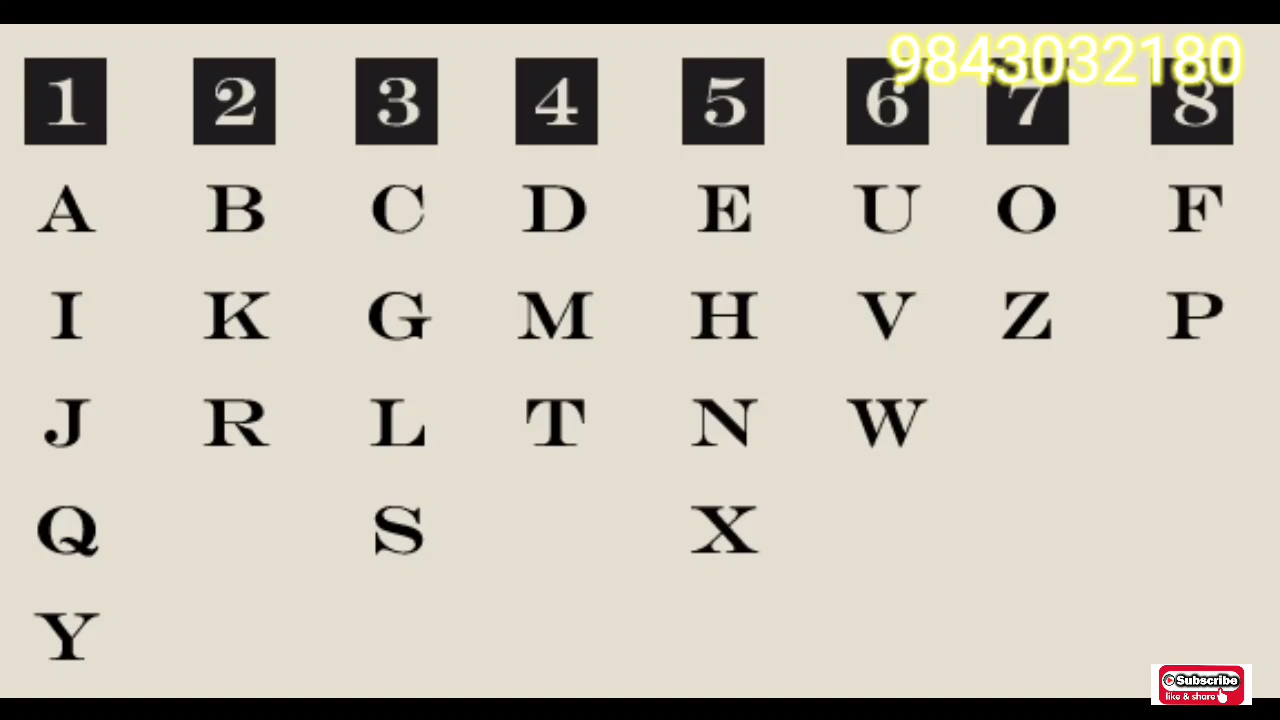 9843032180
1 2 3 4 5 6 7 8
A B C D E U O F
I K G M H V Z P
J R L T N W
Q S X
Y
Subscribe
like & share